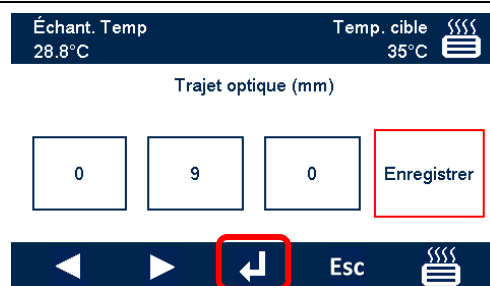 Échant. Temp
28.8°C
Temp. cible
35°C
Trajet optique (mm)
0 9 0 Enregistrer
Esc